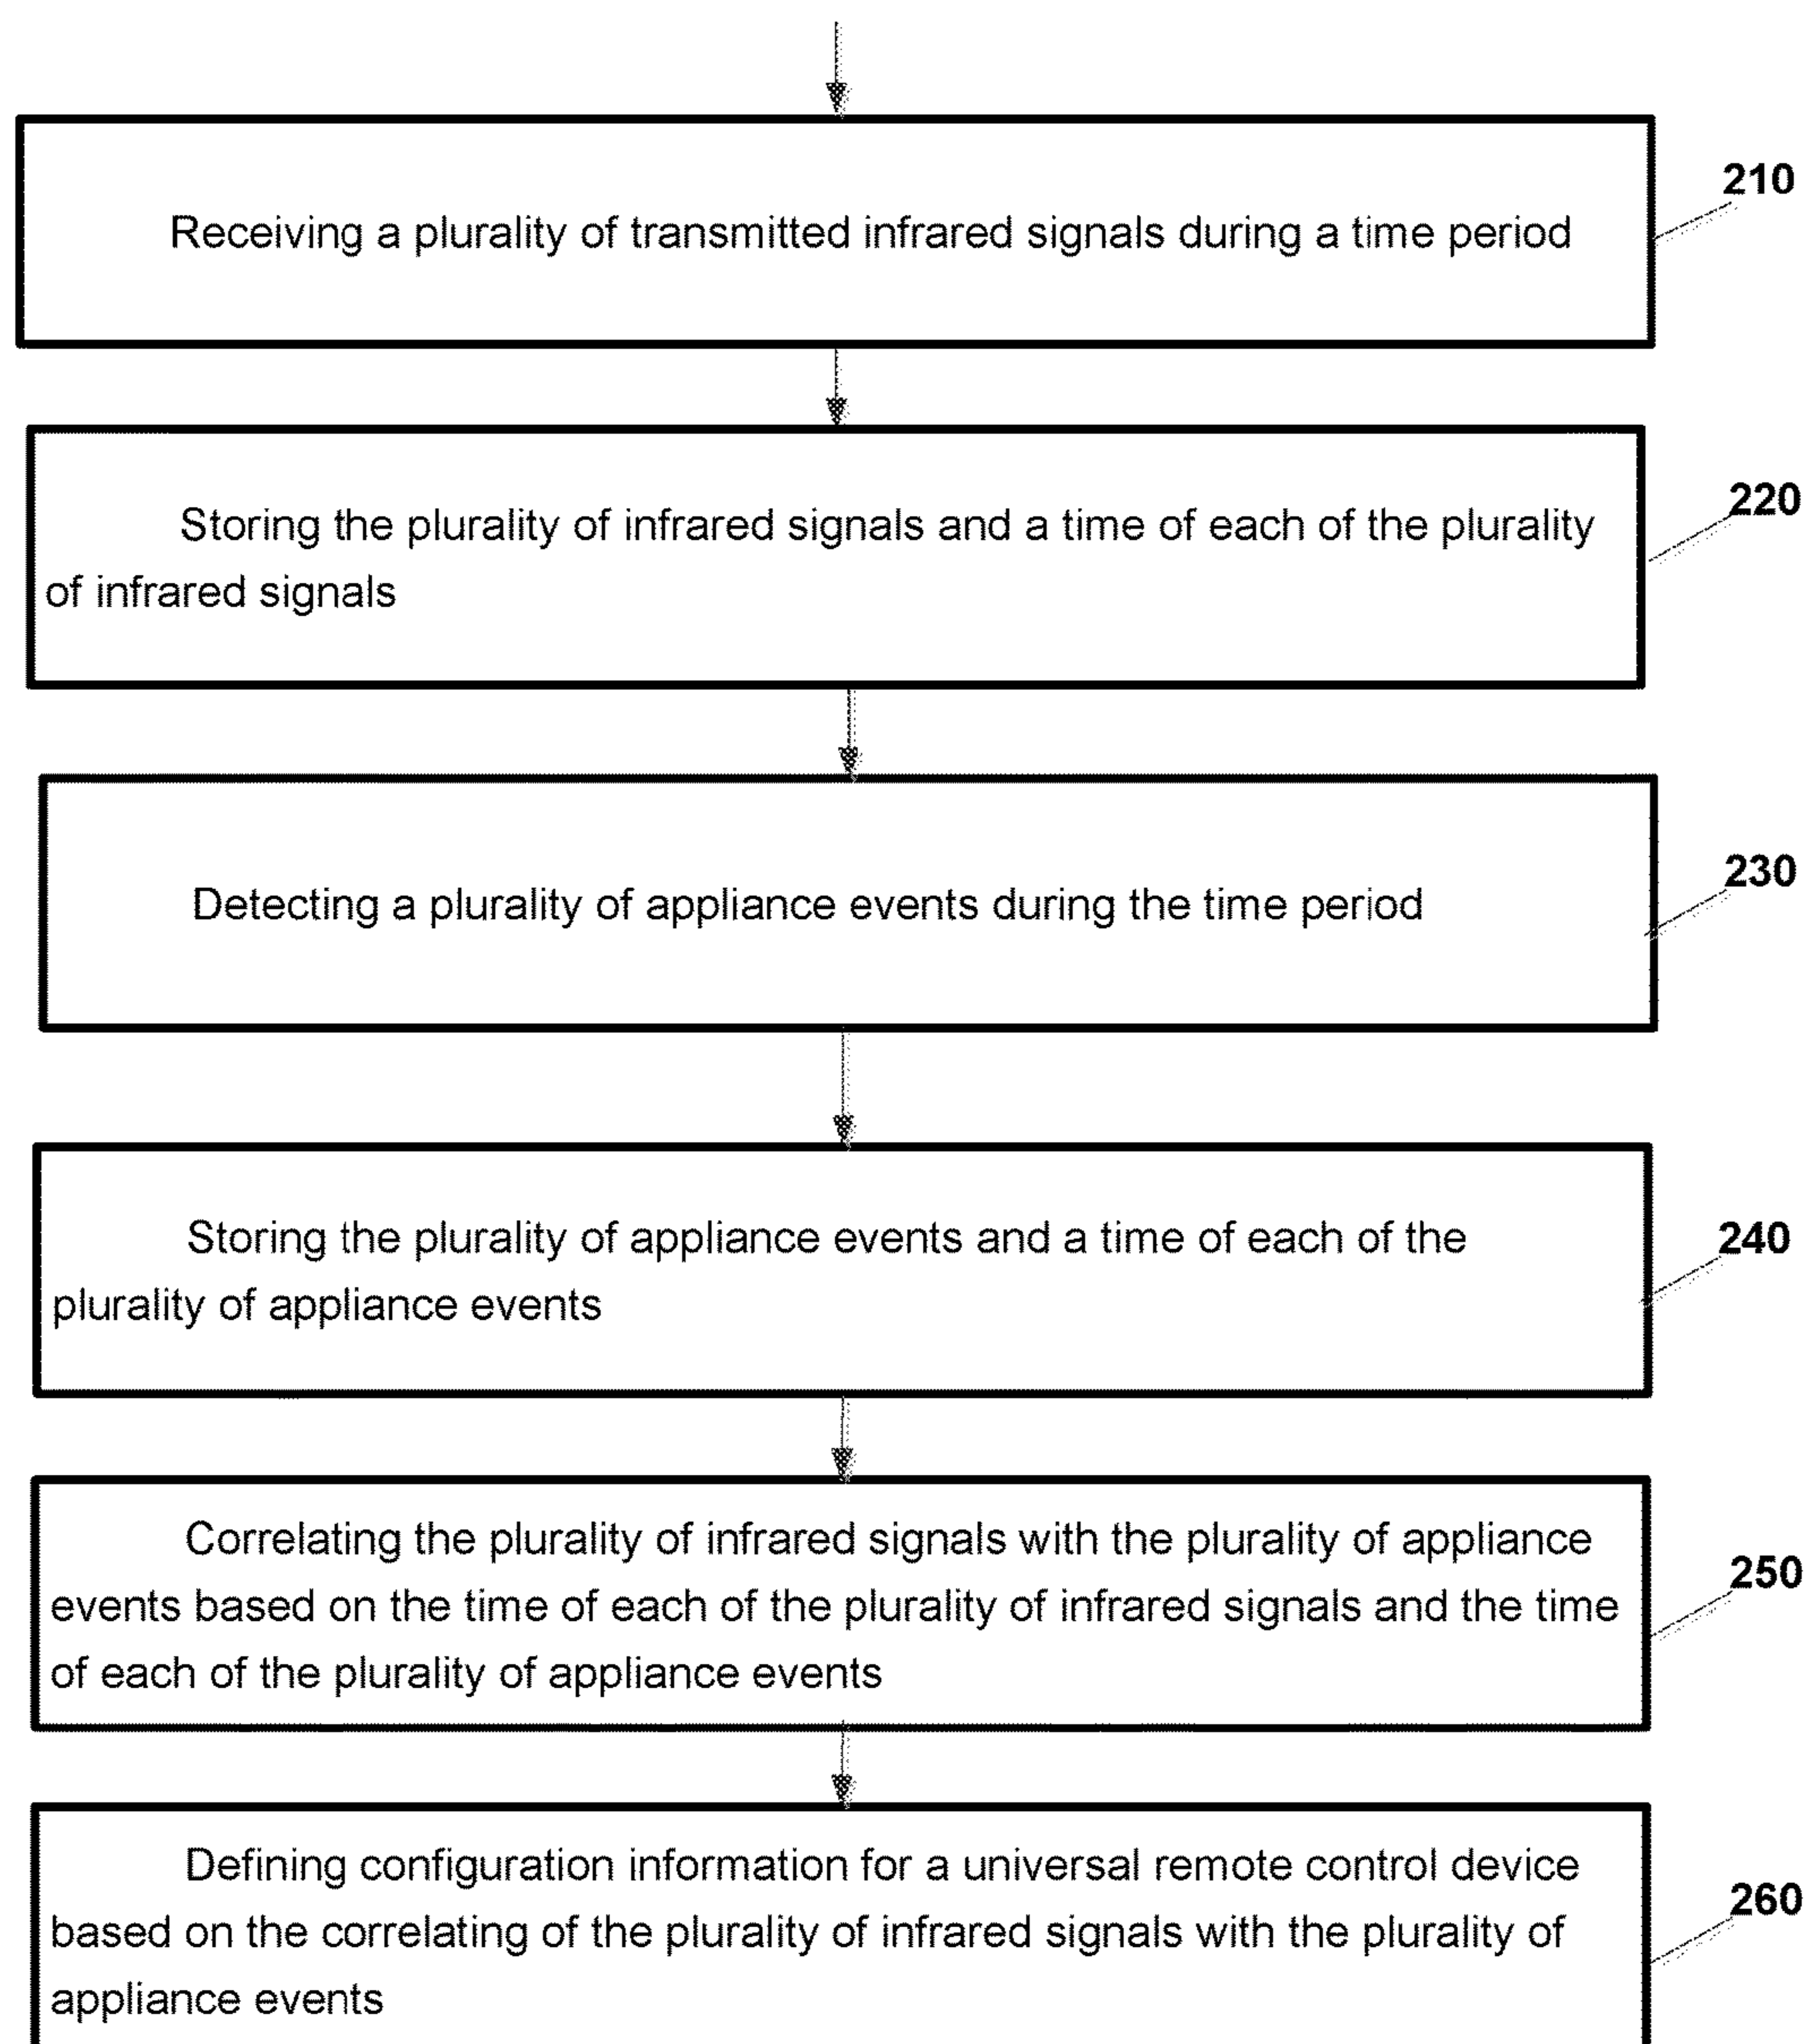 Receiving a plurality of transmitted infrared signals during a time period
210
Storing the plurality of infrared signals and a time of each of the plurality
of infrared signals
220
Detecting a plurality of appliance events during the time period
230
Storing the plurality of appliance events and a time of each of the
plurality of appliance events
240
Correlating the plurality of infrared signals with the plurality of appliance
events based on the time of each of the plurality of infrared signals and the time
of each of the plurality of appliance events
250
Defining configuration information for a universal remote control device
based on the correlating of the plurality of infrared signals with the plurality of
appliance events
260